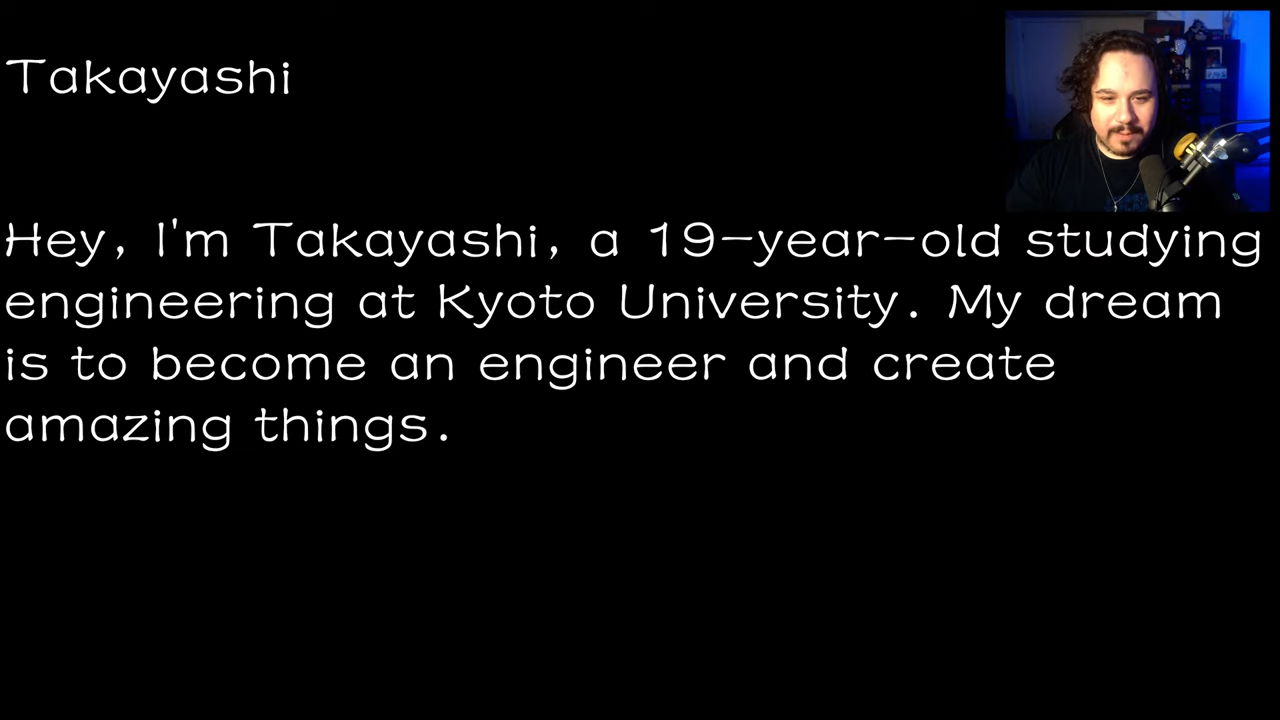 Takayashi
Hey, I'm Takayashi, a 19-year-old studying
engineering at Kyoto University. My dream
is to become an engineer and create
amazing things.